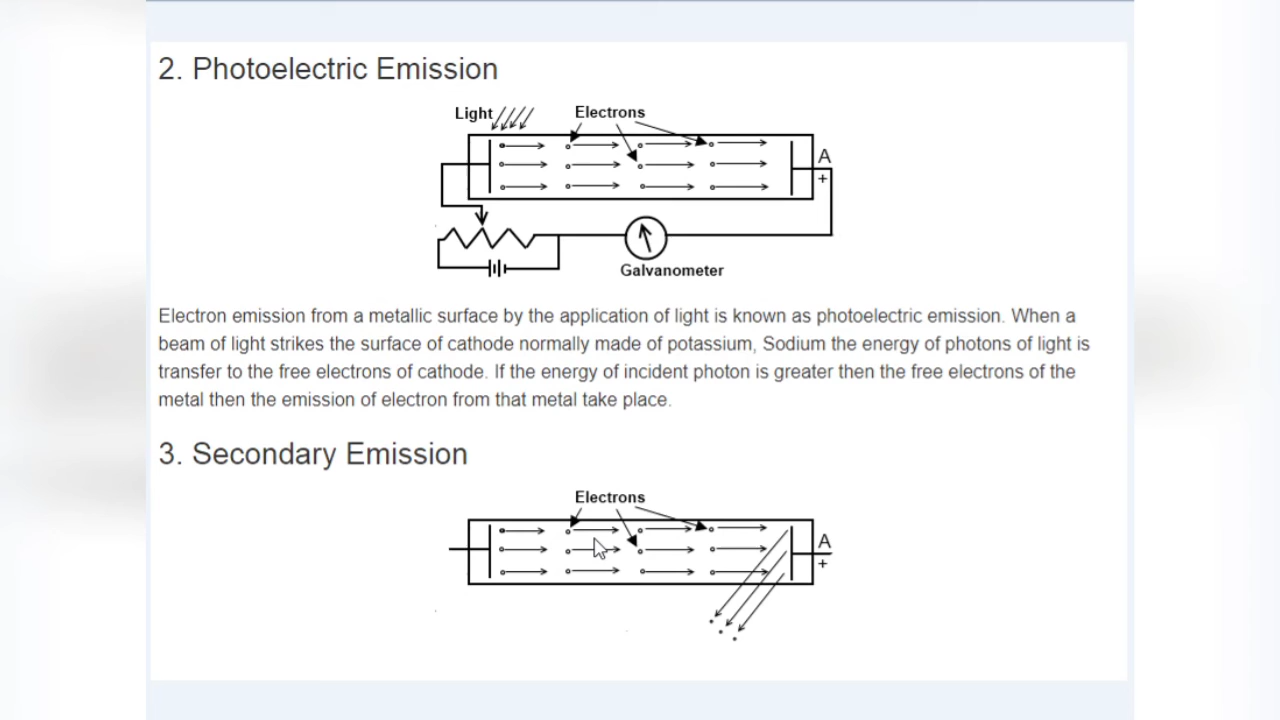 2. Photoelectric Emission
Light
Electrons
A
+
Galvanometer
Electron emission from a metallic surface by the application of light is known as photoelectric emission. When a
beam of light strikes the surface of cathode normally made of potassium, Sodium the energy of photons of light is
transfer to the free electrons of cathode. If the energy of incident photon is greater then the free electrons of the
metal then the emission of electron from that metal take place.
3. Secondary Emission
Electrons
A
+